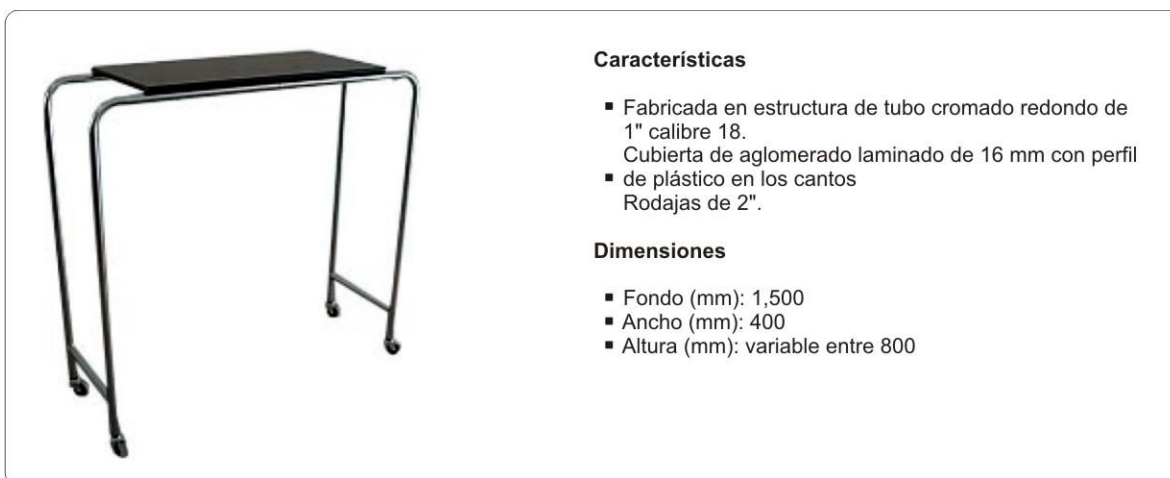 Características
▪ Fabricada en estructura de tubo cromado redondo de
1" calibre 18.
Cubierta de aglomerado laminado de 16 mm con perfil
▪ de plástico en los cantos
Rodajas de 2".
Dimensiones
▪ Fondo (mm): 1,500
▪ Ancho (mm): 400
▪ Altura (mm): variable entre 800